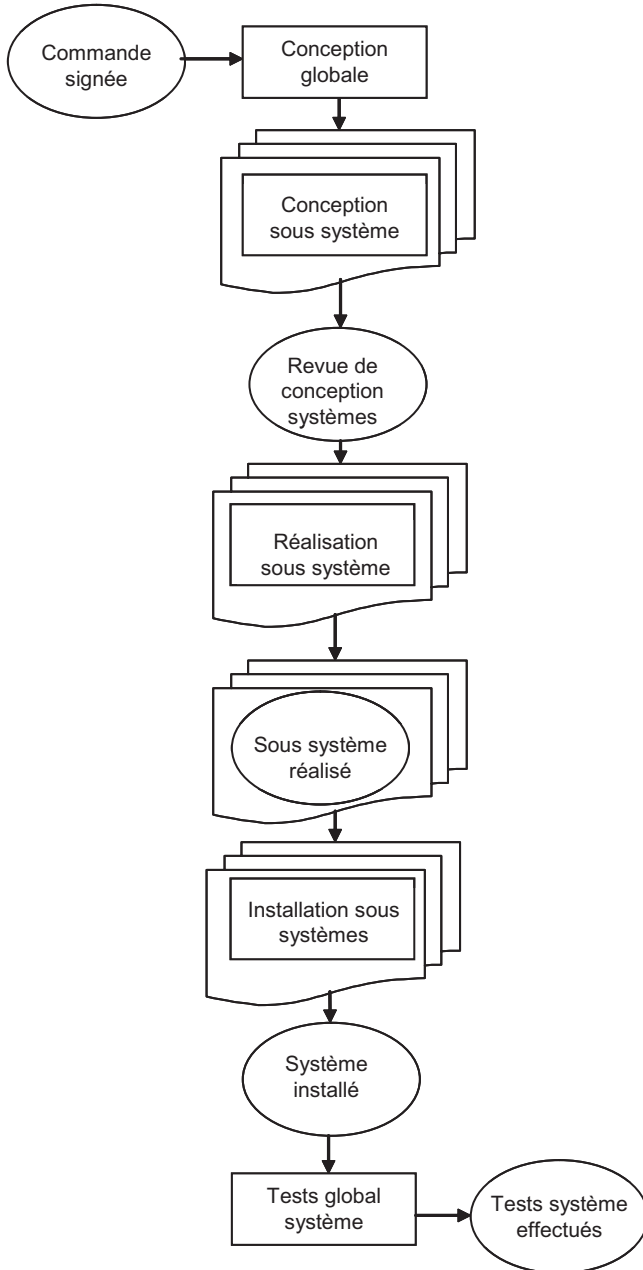 Commande
signée
Conception
globale
Conception
sous système
Revue de
conception
systèmes
Réalisation
sous système
Sous système
réalisé
Installation sous
systèmes
Système
installé
Tests global
système
Tests système
effectués